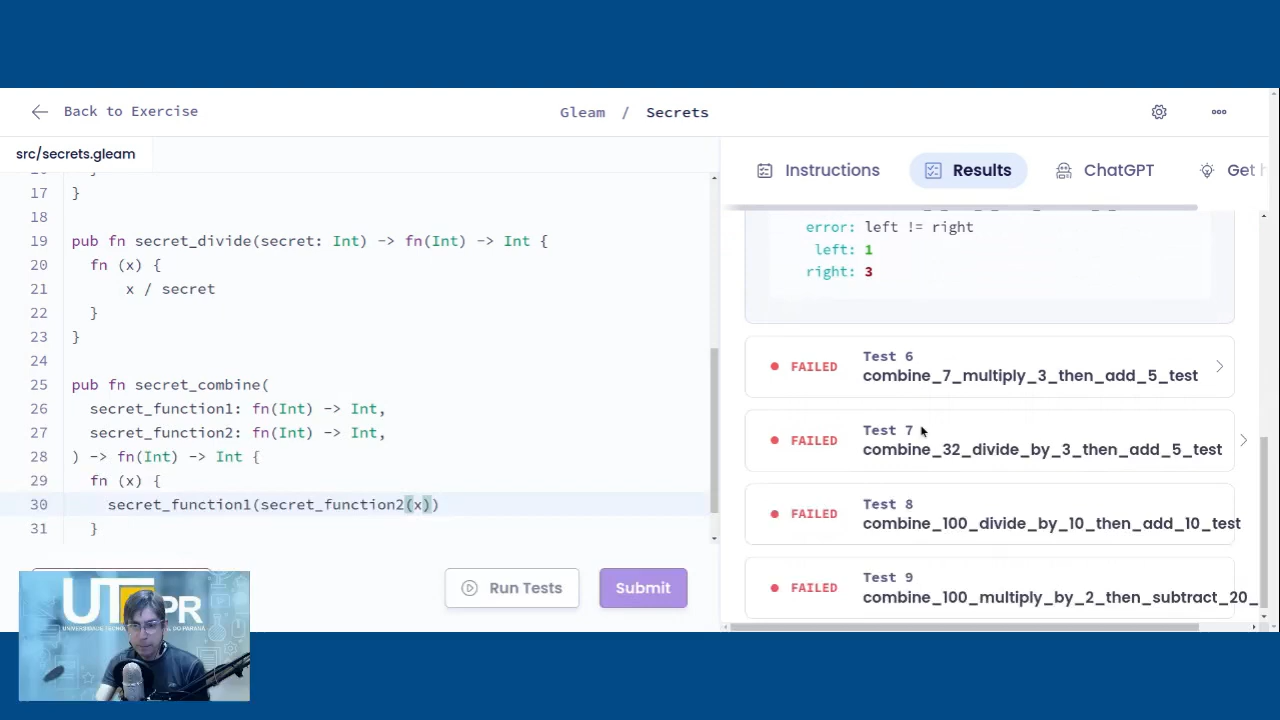 Back to Exercise
Gleam / Secrets
src/secrets.gleam
17 }
18
19 pub fn secret_divide(secret: Int) -> fn(Int) -> Int {
20 fn (x) {
21 x / secret
22 }
23 }
24
25 pub fn secret_combine(
26 secret_function1: fn(Int) -> Int,
27 secret_function2: fn(Int) -> Int,
28 ) -> fn(Int) -> Int {
29 fn (x) {
30 secret_function1(secret_function2(x))
31 }
Run Tests
Submit
Instructions
Results
ChatGPT
Get
error: left != right
left: 1
right: 3
FAILED
Test 6
combine_7_multiply_3_then_add_5_test
FAILED
Test 7
combine_32_divide_by_3_then_add_5_test
FAILED
Test 8
combine_100_divide_by_10_then_add_10_test
FAILED
Test 9
combine_100_multiply_by_2_then_subtract_20_